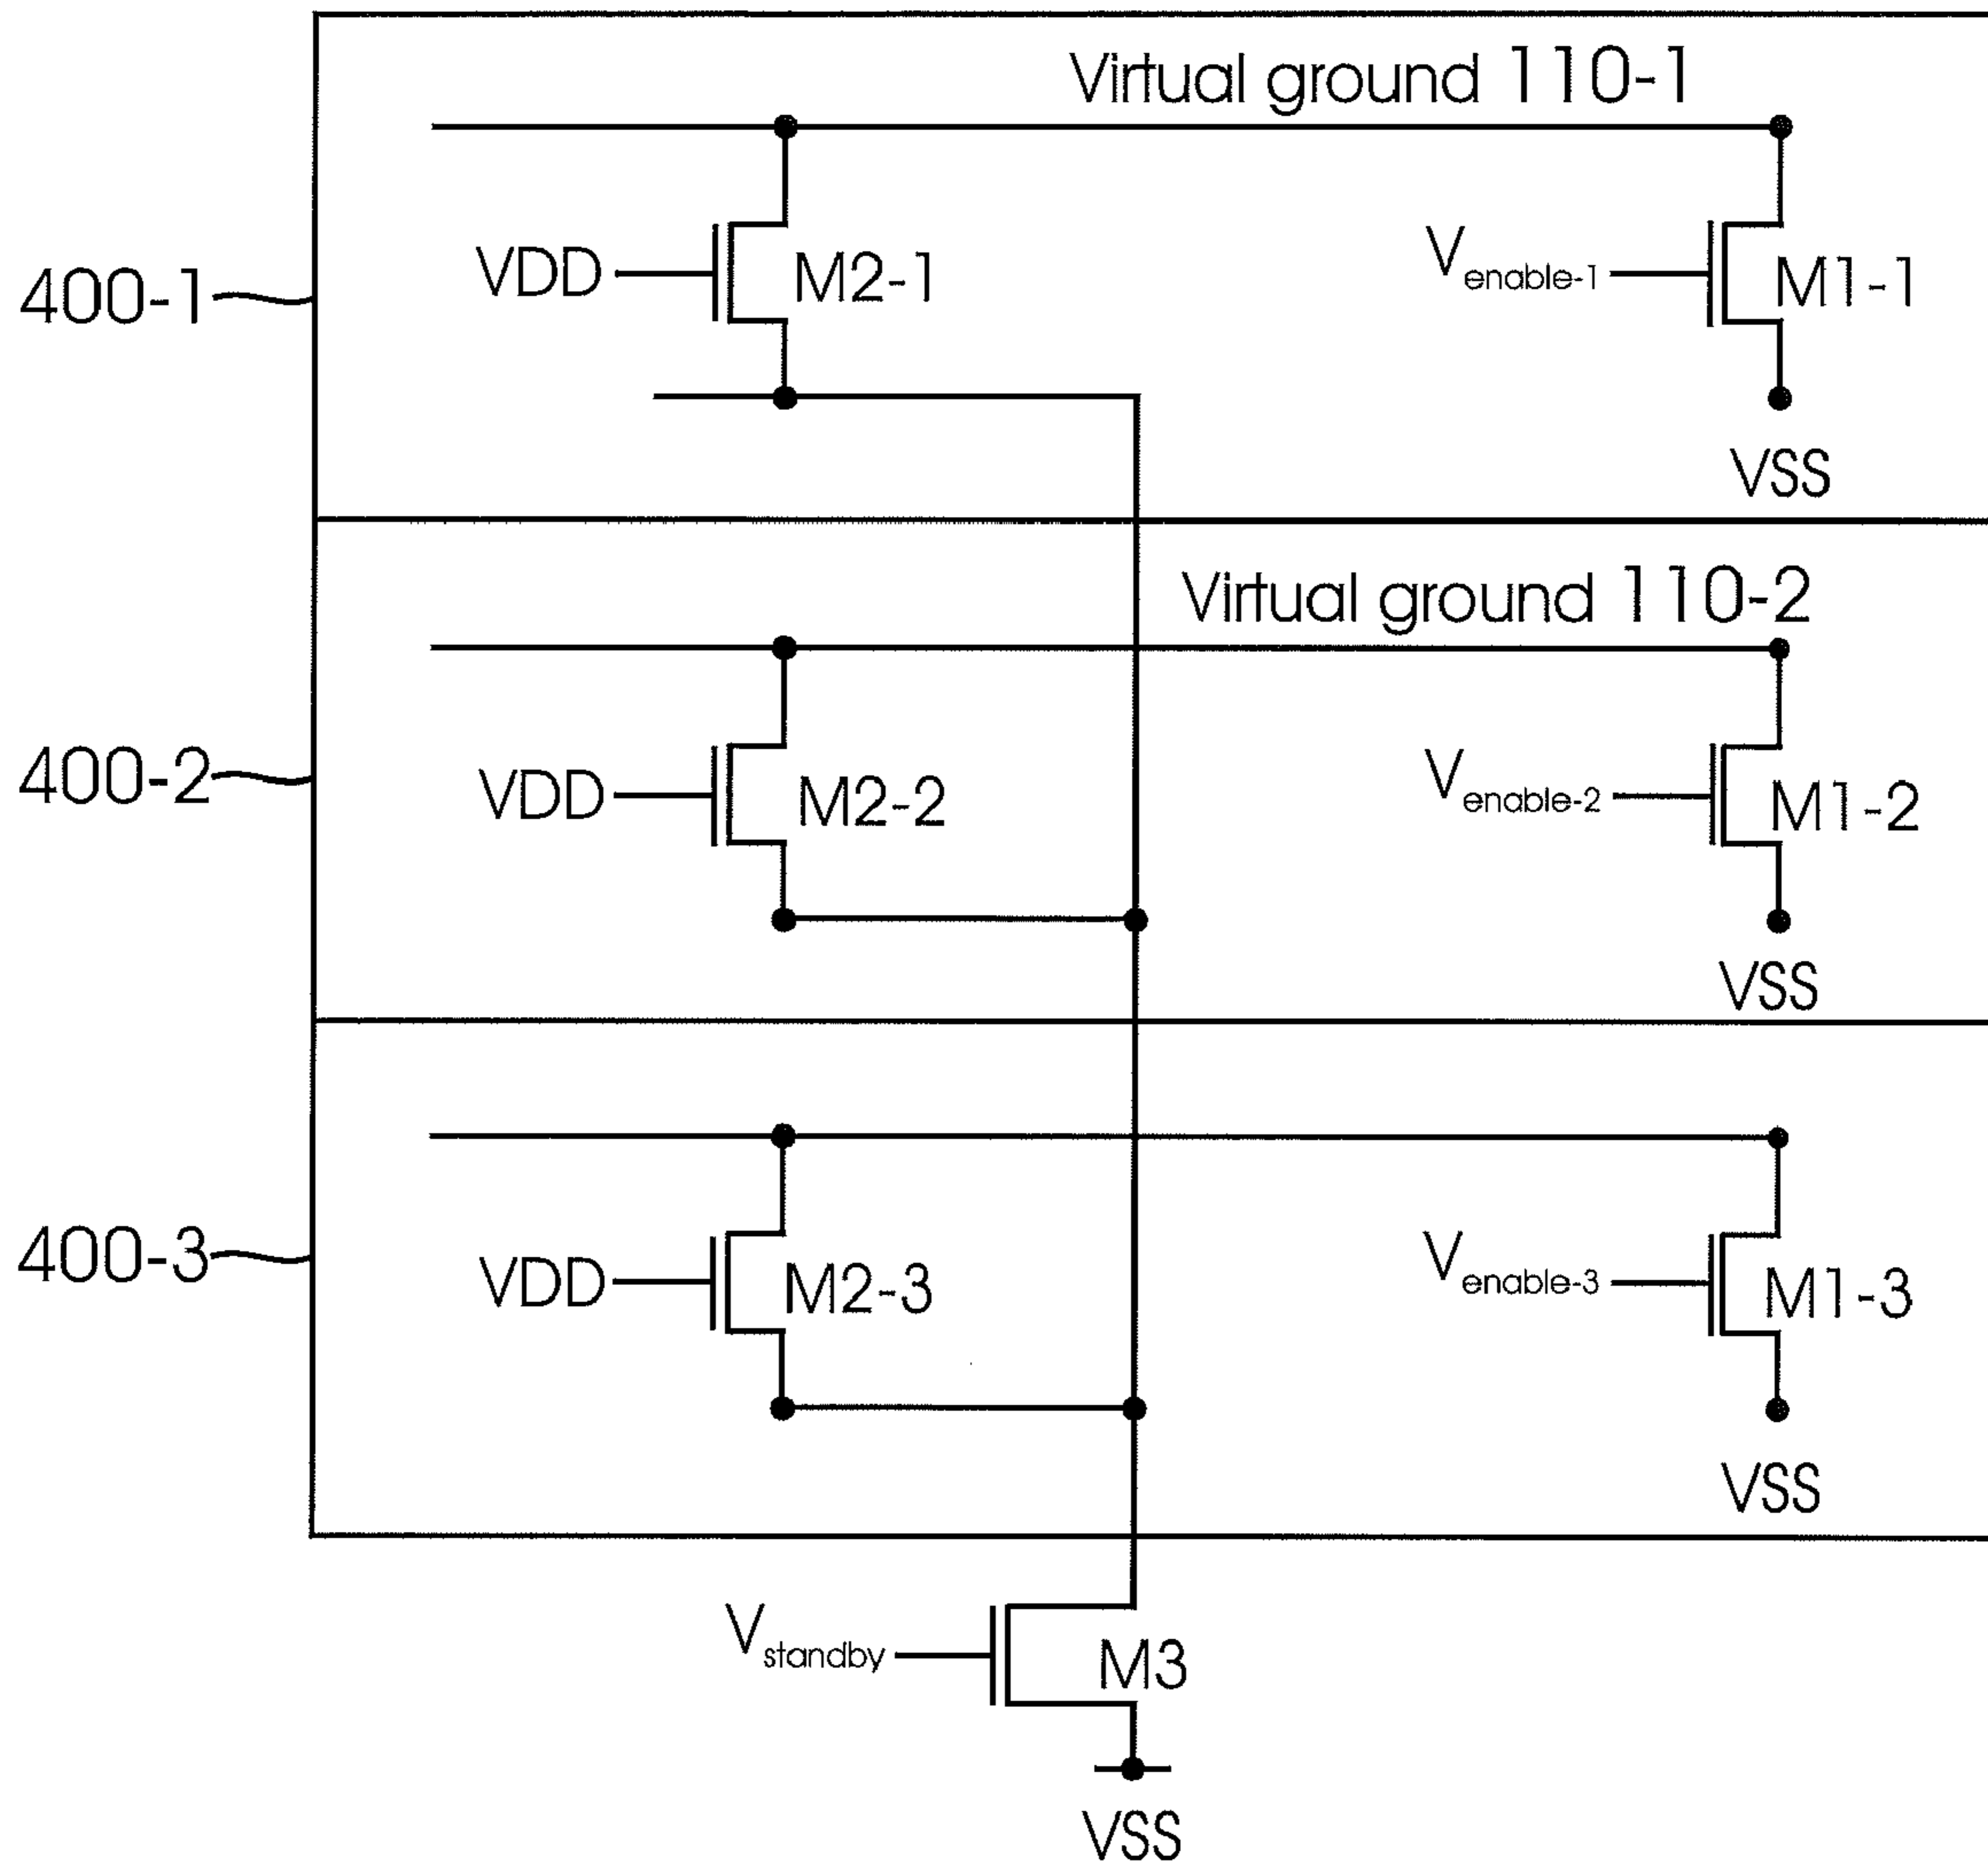 Virtual ground 110-1
400-1
VDD
M2-1
Venable-1
M1-1
VSS
Virtual ground 110-2
400-2
VDD
M2-2
Venable-2
M1-2
VSS
400-3
VDD
M2-3
Venable-3
M1-3
VSS
Vstandby
M3
VSS